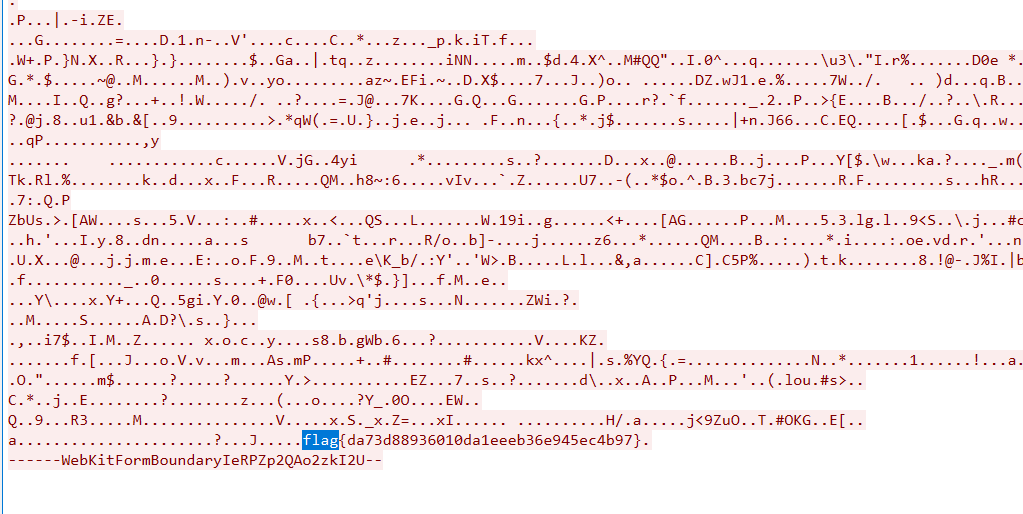 .
.P...|.-i.ZE.
...G........=....D.1.n-..V'....c....C..*...z..._p.k.iT.f...
.W+.P.}N.X..R...}.}........$..Ga..|.tq..z.......iNN.....m..$d.4.X^..M#QQ"..I.0^...q.......\u3\."I.r%.......D0e *.
G.*.$.....~@..M......M..).v..yo..........az~.EFi.~..D.X$....7...J..)o.........DZ.wJ1.e.%.....7W../. .. )d...q.B..
M....I..Q..g?...+..!.W...../. ..?....=.J@...7K....G.Q...G.......G.P....r?.`f........_.2..P..>{E....B.../..?..\.R...
?.@j.8..u1.&b.&[..9..........>.*qW(.=.U.}..j.e..j.... .F..n...{..*.j$.......s.....|+n.J66...C.EQ.....[.$...G.q..w...
..qP...........,y
....... ............c......V.jG..4yi .*.........s..?.......D...x..@......B..j....P...Y[$.\w...ka.?...._.m(
Tk.Rl.%........k..d...x..F...R.....QM..h8~:6.....vIv...`.Z......U7..-(..*$o.^.B.3.bc7j.......R.F.........s...hR...
.7:.Q.P
ZbUs.>.[AW....s...5.V...:..#.....x..<...QS...L.......W.19i..g......<+....[AG......P...M....5.3.lg.l..9<S..\.j...#c
..h.'...I.y.8..dn.....a...s b7..`t...r...R/o..b]-....j......z6...*......QM....B..:....*.i....:.oe.vd.r.'...n
.U.X...@...j.j.m.e...E:..o.F.9..M..t....e\K_b/.:Y'..'W>.B.....L.l...&,a......C].C5P%.....).t.k........8.!@-.J%I.|b
.f..........._..0......s....+.F0....Uv.\*$.}]...f.M..e..
...Y\....x.Y+...Q..5gi.Y.0..@w.[ .{...>q'j....s...N.......ZWi.?.
..M.....S......A.D?\.s..}...
.,..i7$..I.M..Z...... x.o.c..y....s8.b.gWb.6...?...........V....KZ.
.......f.[...J...o.V.v...m...As.mP.....+..#........#......kx^....|.s.%YQ.{.=..............N..*.......1......!...a.
.O."......m$......?.....?......Y.>...........EZ...7..s..?.......d\..x..A..P...M...'..(.lou.#s>..
C.*..j..E........?........z...(...o....?Y_.0O....EW..
Q..9...R3....M...............V.....x.S._x.Z=...xI...... .........H/.a.....j<9ZuO..T.#OKG..E[..
a......................?...J.....flag{da73d88936010da1eeeb36e945ec4b97}.
------WebKitFormBoundaryIeRPZp2QAo2zkI2U--